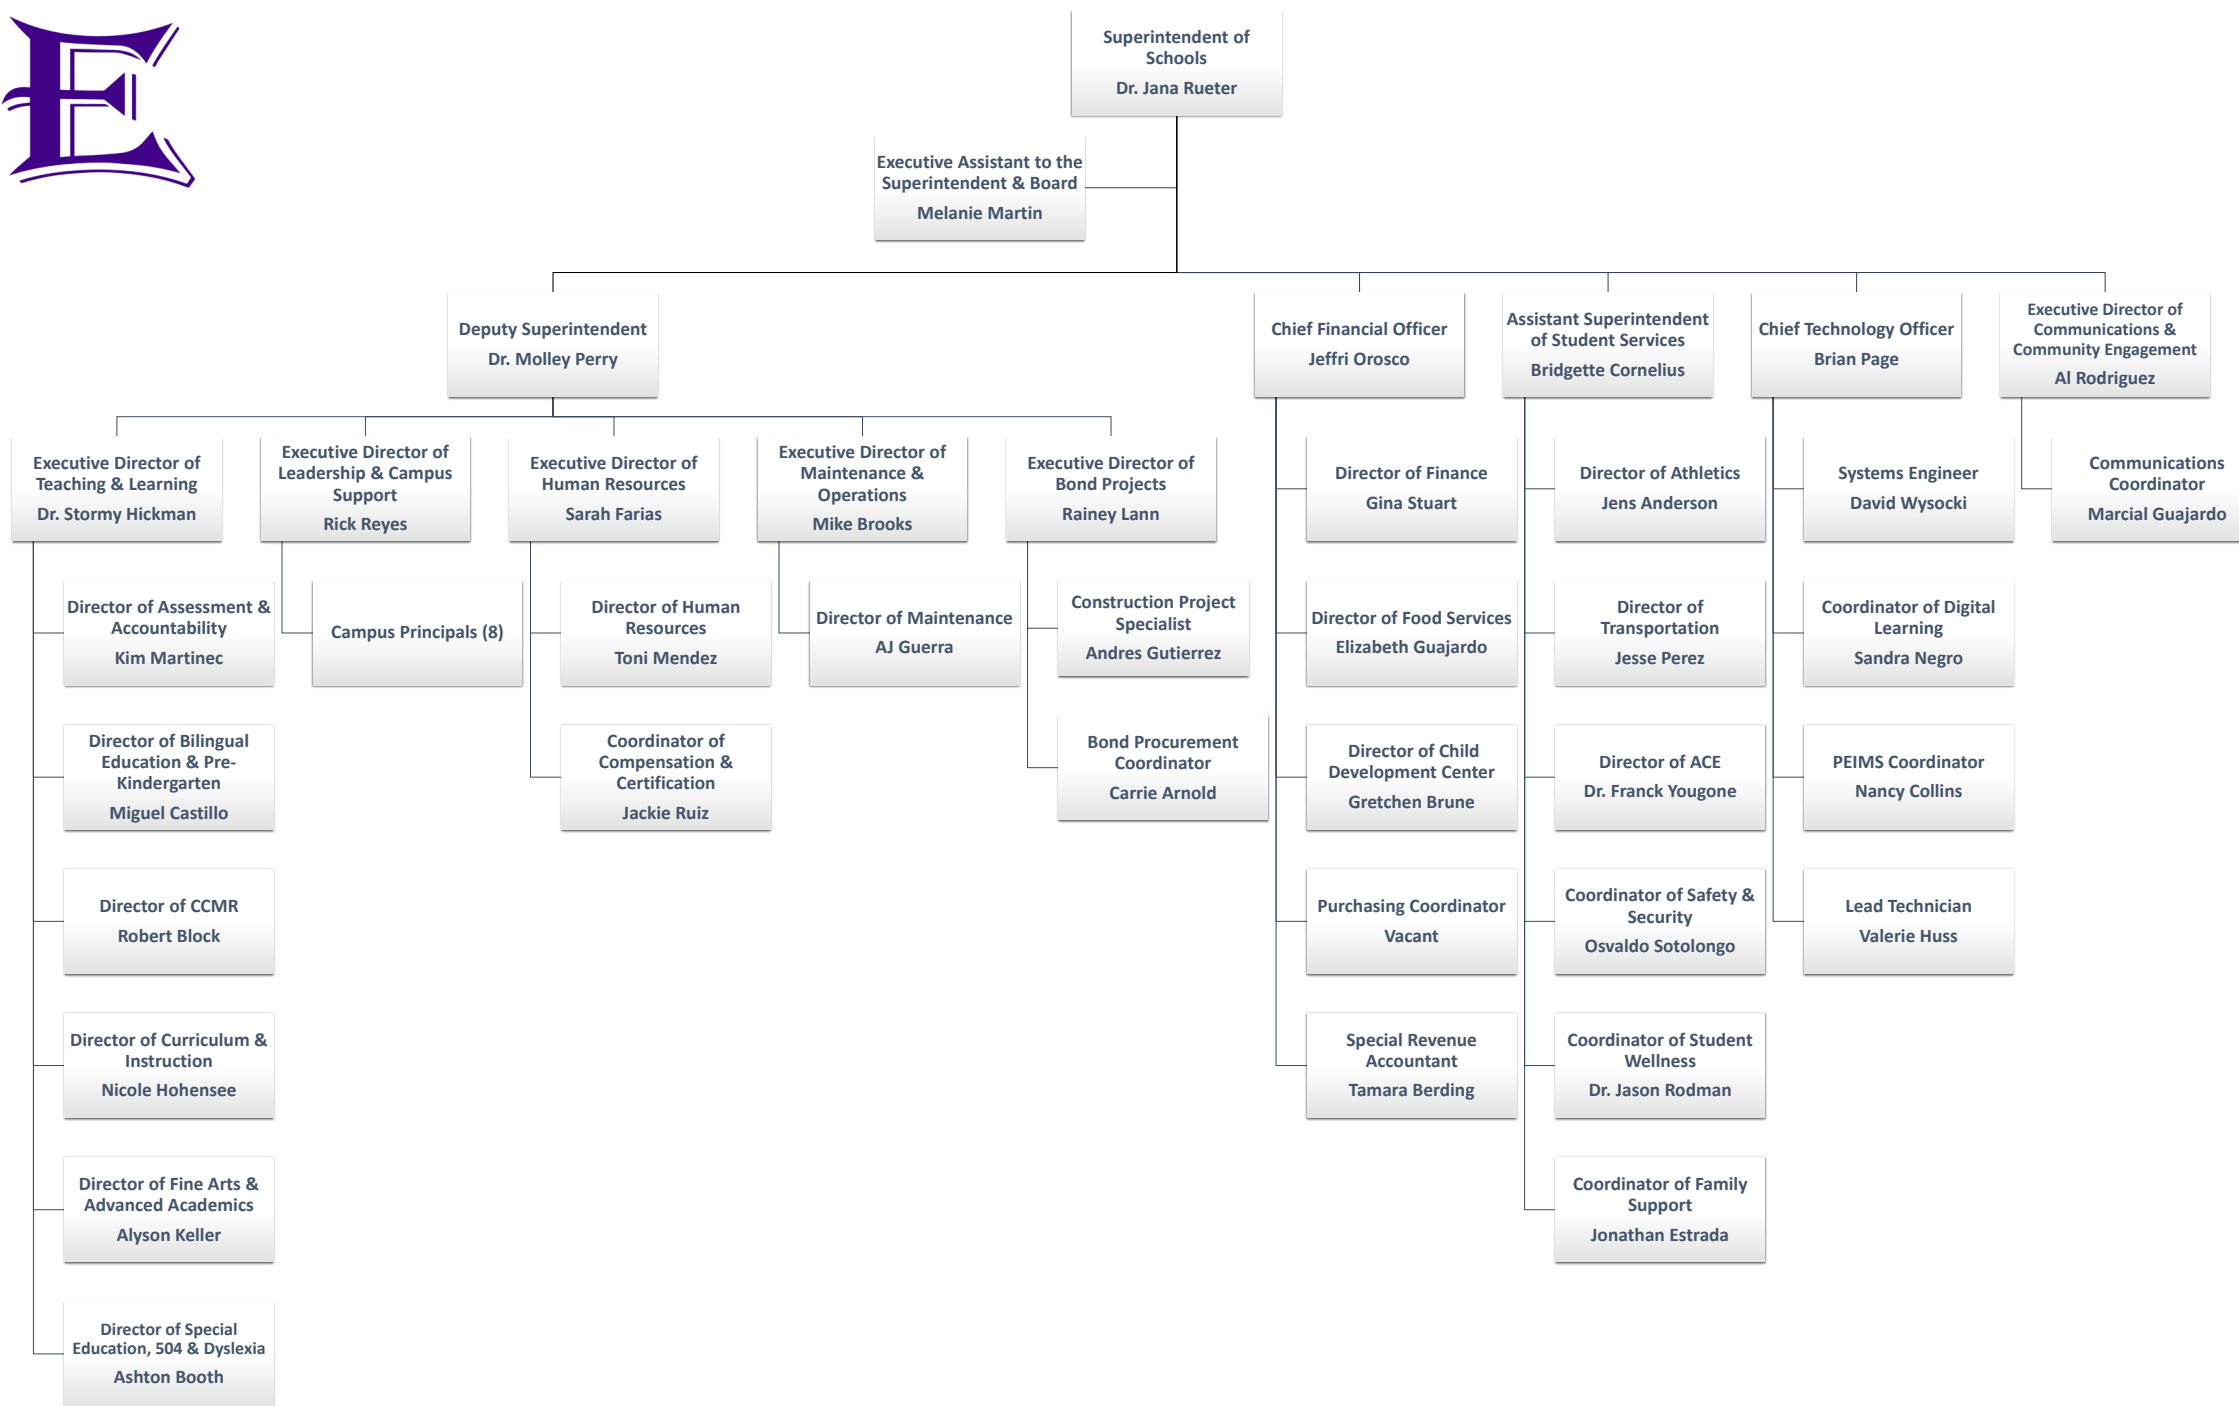 E
Superintendent of
Schools
Dr. Jana Rueter
Executive Assistant to the
Superintendent & Board
Melanie Martin
Deputy Superintendent
Dr. Molley Perry
Chief Financial Officer
Jeffri Orosco
Assistant Superintendent
of Student Services
Bridgette Cornelius
Chief Technology Officer
Brian Page
Executive Director of
Communications &
Community Engagement
Al Rodriguez
Executive Director of
Teaching & Learning
Dr. Stormy Hickman
Executive Director of
Leadership & Campus
Support
Rick Reyes
Executive Director of
Human Resources
Sarah Farias
Executive Director of
Maintenance &
Operations
Mike Brooks
Executive Director of
Bond Projects
Rainey Lann
Director of Finance
Gina Stuart
Director of Athletics
Jens Anderson
Systems Engineer
David Wysocki
Communications
Coordinator
Marcial Guajardo
Director of Assessment &
Accountability
Kim Martinec
Campus Principals (8)
Director of Human
Resources
Toni Mendez
Director of Maintenance
AJ Guerra
Construction Project
Specialist
Andres Gutierrez
Director of Food Services
Elizabeth Guajardo
Director of
Transportation
Jesse Perez
Coordinator of Digital
Learning
Sandra Negro
Director of Bilingual
Education & Pre-
Kindergarten
Miguel Castillo
Coordinator of
Compensation &
Certification
Jackie Ruiz
Bond Procurement
Coordinator
Carrie Arnold
Director of Child
Development Center
Gretchen Brune
Director of ACE
Dr. Franck Yougone
PEIMS Coordinator
Nancy Collins
Director of CCMR
Robert Block
Purchasing Coordinator
Vacant
Coordinator of Safety &
Security
Osvaldo Sotolongo
Lead Technician
Valerie Huss
Director of Curriculum &
Instruction
Nicole Hohensee
Special Revenue
Accountant
Tamara Berding
Coordinator of Student
Wellness
Dr. Jason Rodman
Director of Fine Arts &
Advanced Academics
Alyson Keller
Coordinator of Family
Support
Jonathan Estrada
Director of Special
Education, 504 & Dyslexia
Ashton Booth